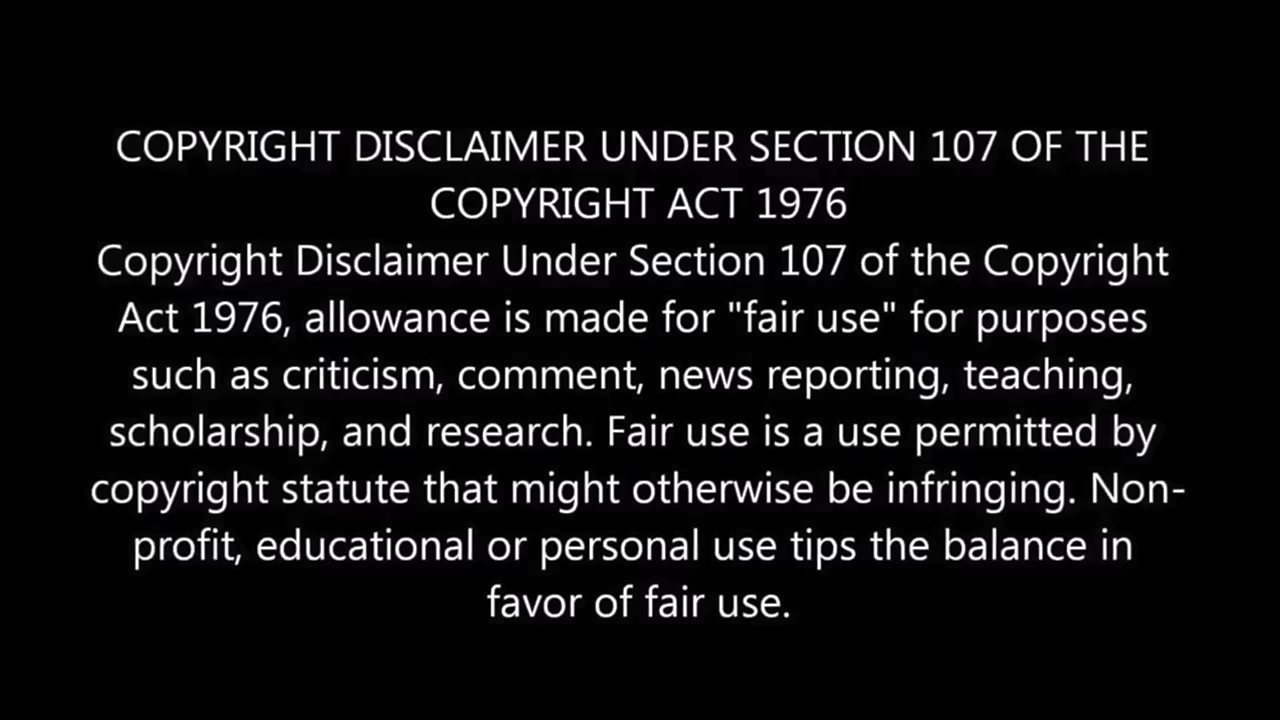 COPYRIGHT DISCLAIMER UNDER SECTION 107 OF THE
COPYRIGHT ACT 1976
Copyright Disclaimer Under Section 107 of the Copyright
Act 1976, allowance is made for "fair use" for purposes
such as criticism, comment, news reporting, teaching,
scholarship, and research. Fair use is a use permitted by
copyright statute that might otherwise be infringing. Non-
profit, educational or personal use tips the balance in
favor of fair use.